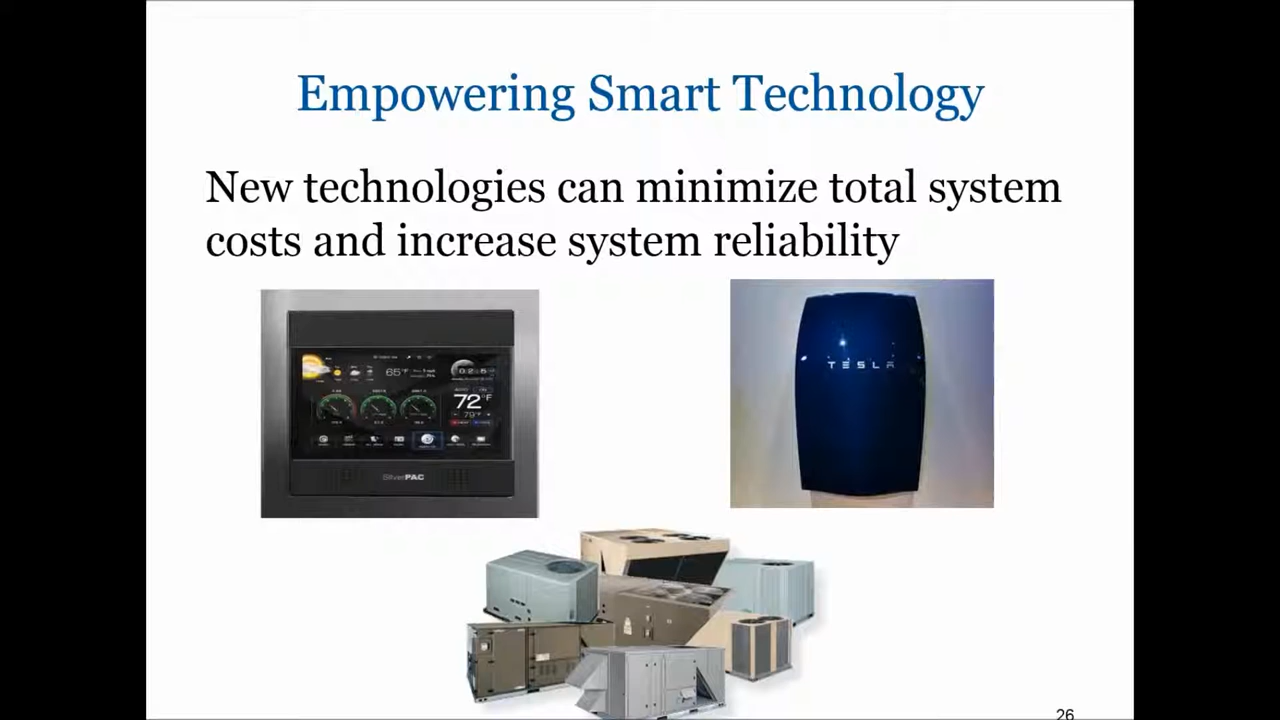 Empowering Smart Technology
New technologies can minimize total system
costs and increase system reliability
65°F
72°F
SilverPAC
TESLA
26